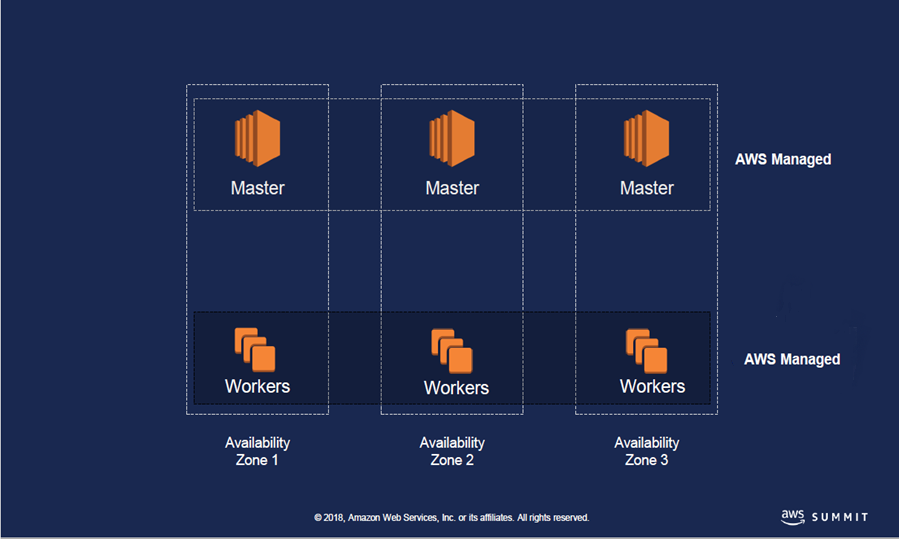 Master
Master
Master
AWS Managed
Workers
Workers
Workers
AWS Managed
Availability
Zone 1
Availability
Zone 2
Availability
Zone 3
© 2018, Amazon Web Services, Inc. or its affiliates. All rights reserved.
aws SUMMIT